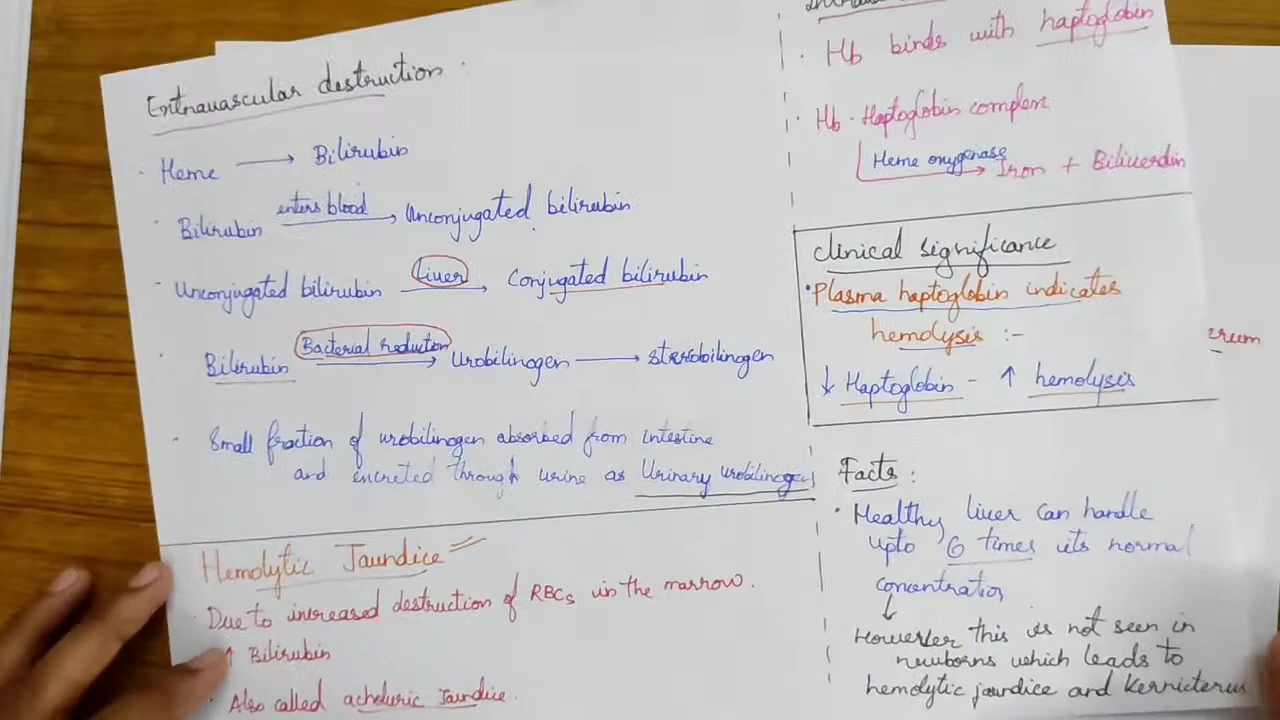 Extravascular destruction.
· Heme → Bilirubin
· Bilirubin enters blood → Unconjugated bilirubin
· Unconjugated bilirubin Liver → Conjugated bilirubin
· Bilirubin Bacterial reduction → Urobilinogen → stercobilinogen
· Small fraction of urobilinogen absorbed from intestine
and excreted through urine as Urinary urobilinogen
Hemolytic Jaundice
Due to increased destruction of RBCs in the marrow.
↑ Bilirubin
· Also called acholuric Jaundice.
· Hb binds with haptoglobin
· Hb - Haptoglobin complex
Heme oxygenase → Iron + Biliverdin
Clinical significance
· Plasma haptoglobin indicates
hemolysis :-
↓ Haptoglobin - ↑ hemolysis
Facts :
· Healthy liver can handle
upto 6 times its normal
concentration
↓
However this is not seen in
newborns which leads to
hemolytic jaundice and Kernicterus